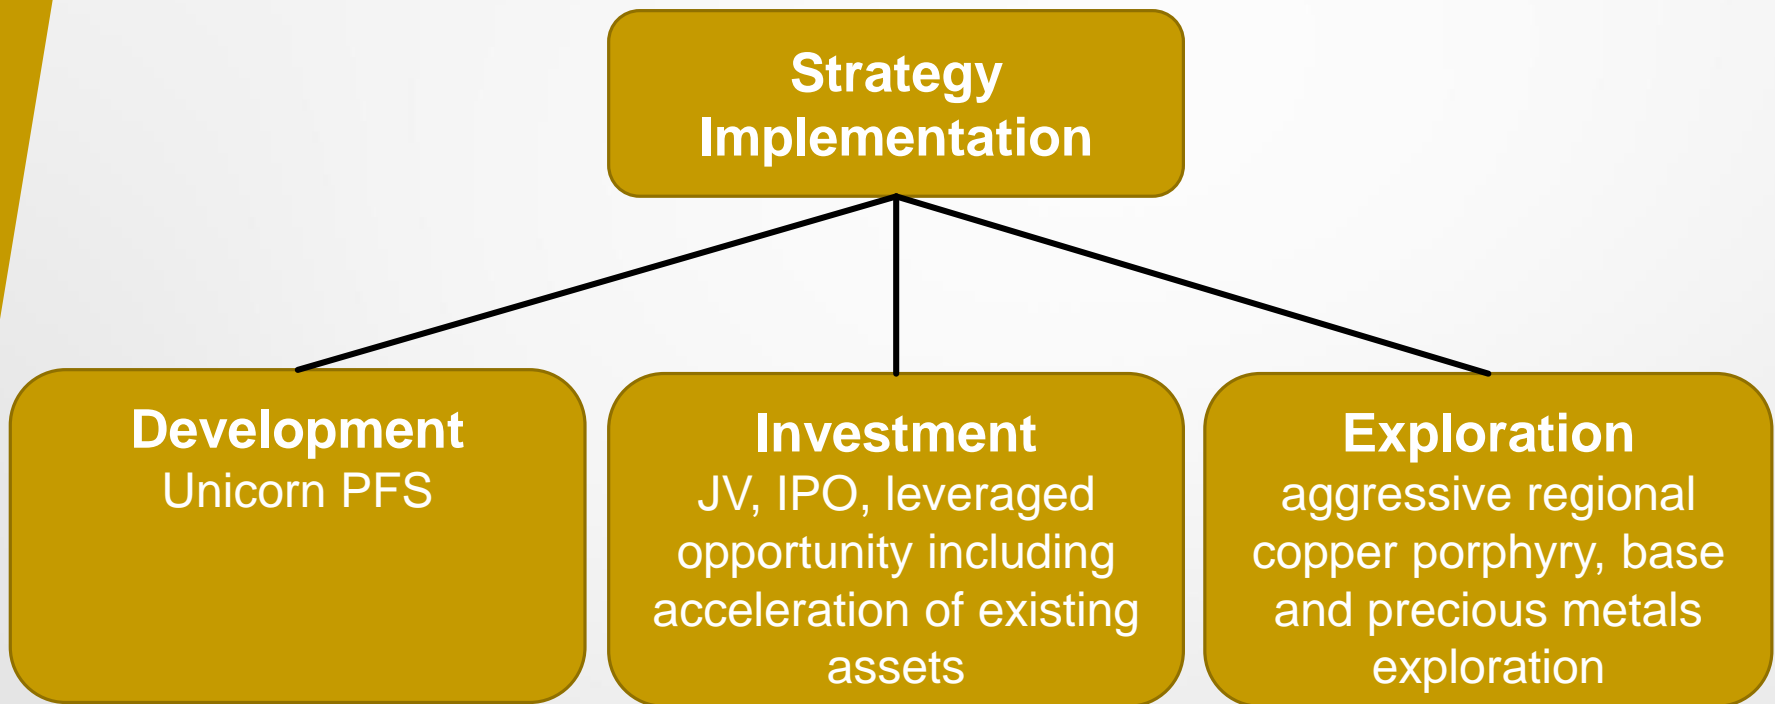 Strategy
Implementation
Development
Unicorn PFS
Investment
JV, IPO, leveraged
opportunity including
acceleration of existing
assets
Exploration
aggressive regional
copper porphyry, base
and precious metals
exploration